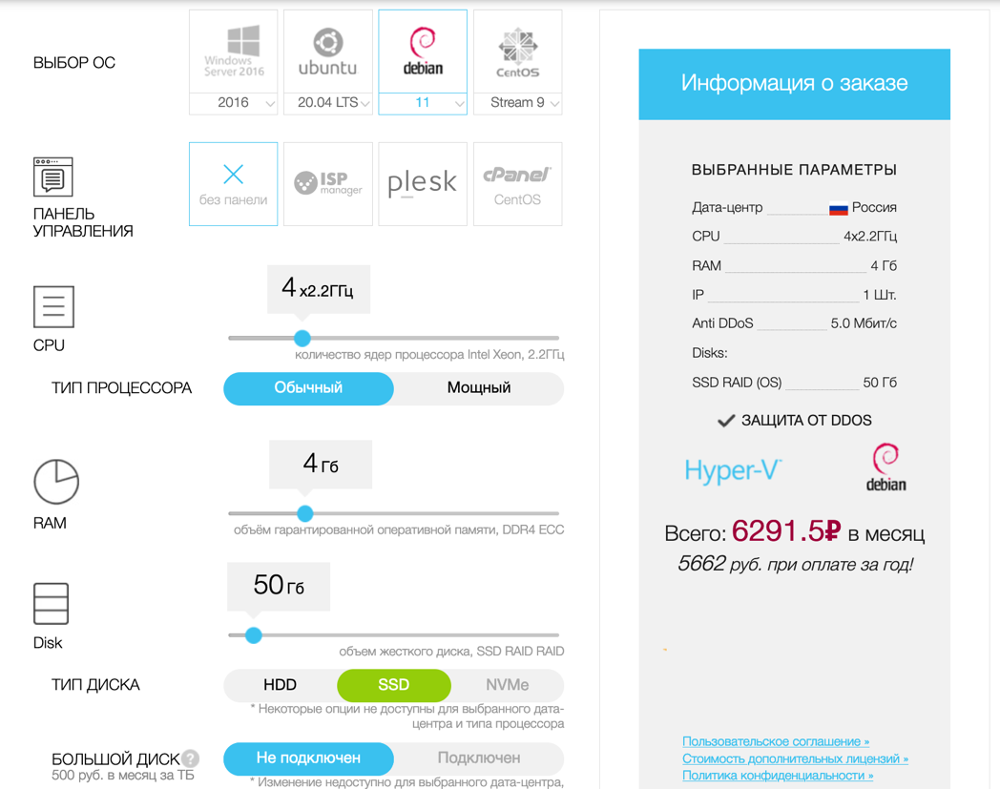 ВЫБОР ОС
Windows Server 2016
2016
ubuntu
20.04 LTS
debian
11
CentOS
Stream 9
ПАНЕЛЬ
УПРАВЛЕНИЯ
без панели
ISP
manager
plesk
cPanel
CentOS
CPU
4 x2.2ГГц
количество ядер процессора Intel Xeon, 2.2ГГц
ТИП ПРОЦЕССОРА
Обычный
Мощный
RAM
4 Гб
объём гарантированной оперативной памяти, DDR4 ECC
Disk
50 Гб
объем жесткого диска, SSD RAID RAID
ТИП ДИСКА
HDD
SSD
NVMe
* Некоторые опции не доступны для выбранного дата-
центра и типа процессора
БОЛЬШОЙ ДИСК ?
500 руб. в месяц за ТБ
Не подключен
Подключен
* Изменение недоступно для выбранного дата-центра,
Информация о заказе
ВЫБРАННЫЕ ПАРАМЕТРЫ
Дата-центр Россия
CPU 4x2.2ГГц
RAM 4 Гб
IP 1 Шт.
Anti DDoS 5.0 Мбит/с
Disks:
SSD RAID (OS) 50 Гб
ЗАЩИТА ОТ DDOS
Hyper-V
debian
Всего: 6291.5₽ в месяц
5662 руб. при оплате за год!
Пользовательское соглашение »
Стоимость дополнительных лицензий »
Политика конфиденциальности »